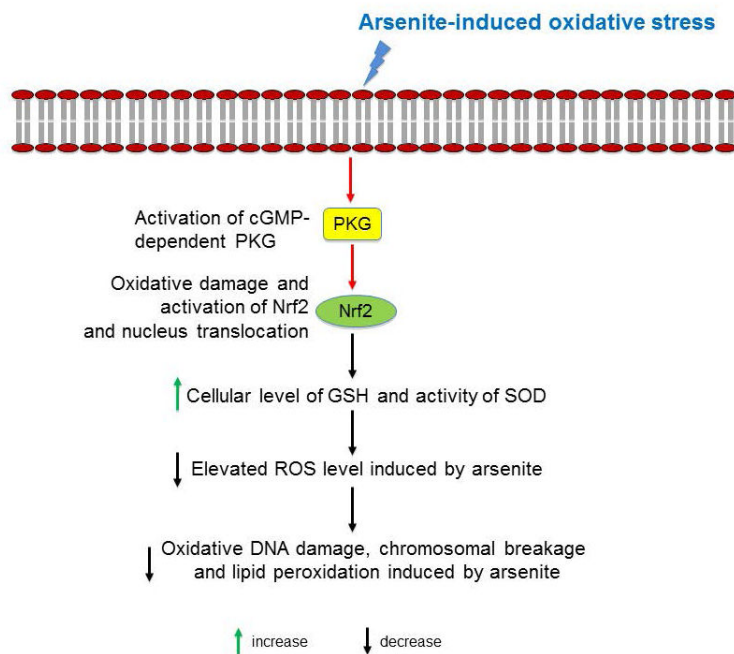 Arsenite-induced oxidative stress
Activation of cGMP-
dependent PKG
PKG
Oxidative damage and
activation of Nrf2
and nucleus translocation
Nrf2
Cellular level of GSH and activity of SOD
Elevated ROS level induced by arsenite
Oxidative DNA damage, chromosomal breakage
and lipid peroxidation induced by arsenite
increase
decrease